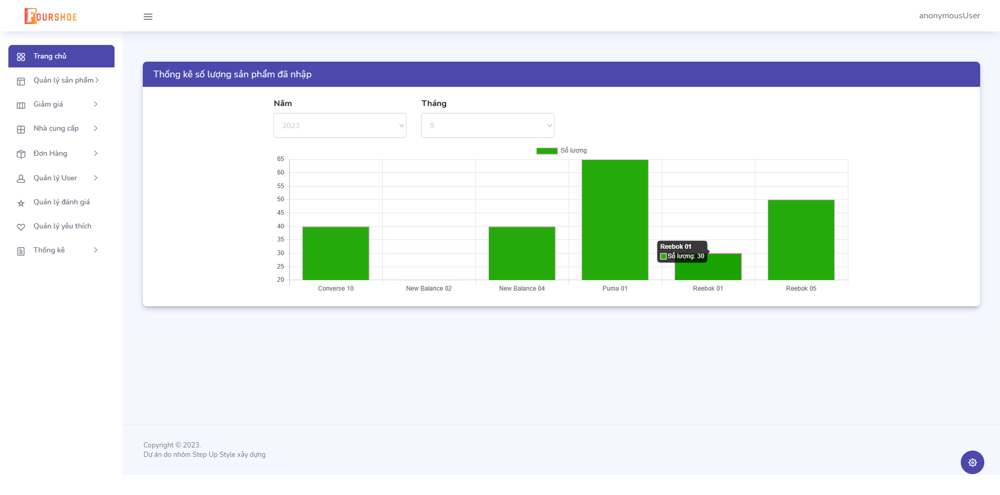 FOURSHOE
anonymousUser
Trang chủ
Quản lý sản phẩm
Giảm giá
Nhà cung cấp
Đơn Hàng
Quản lý User
Quản lý đánh giá
Quản lý yêu thích
Thống kê
Thống kê số lượng sản phẩm đã nhập
Năm
Tháng
2023
9
Số lượng
65
60
55
50
45
40
35
30
25
20
Reebok 01
Số lượng: 30
Converse 10
New Balance 02
New Balance 04
Puma 01
Reebok 01
Reebok 05
Copyright © 2023.
Dự án do nhóm Step Up Style xây dựng